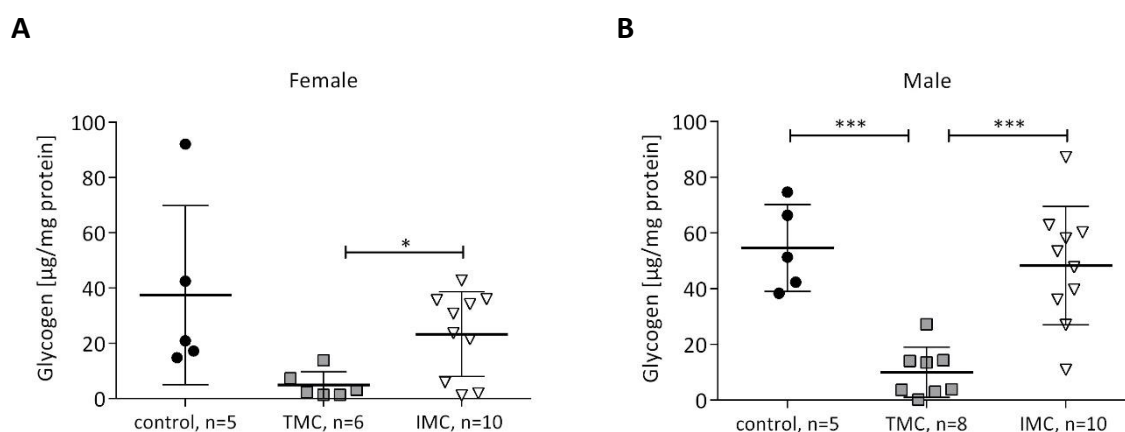 A
Female
Glycogen [µg/mg protein]
100
80
60
40
20
0
*
control, n=5
TMC, n=6
IMC, n=10
B
Male
Glycogen [µg/mg protein]
100
80
60
40
20
0
***
***
control, n=5
TMC, n=8
IMC, n=10